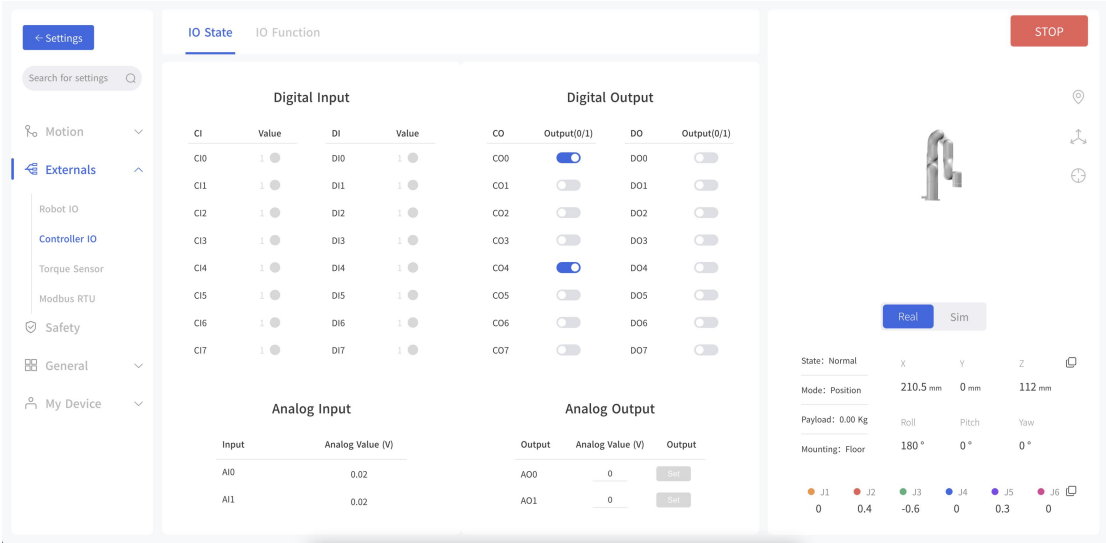 ← Settings
Search for settings
Motion
Externals
Robot IO
Controller IO
Torque Sensor
Modbus RTU
Safety
General
My Device
IO State IO Function
Digital Input
CI Value DI Value
CI0 1 DI0 1
CI1 1 DI1 1
CI2 1 DI2 1
CI3 1 DI3 1
CI4 1 DI4 1
CI5 1 DI5 1
CI6 1 DI6 1
CI7 1 DI7 1
Digital Output
CO Output(0/1) DO Output(0/1)
CO0 DO0
CO1 DO1
CO2 DO2
CO3 DO3
CO4 DO4
CO5 DO5
CO6 DO6
CO7 DO7
Analog Input
Input Analog Value (V)
AI0 0.02
AI1 0.02
Analog Output
Output Analog Value (V) Output
AO0 0 Set
AO1 0 Set
STOP
Real Sim
State: Normal
Mode: Position
Payload: 0.00 Kg
Mounting: Floor
X Y Z
210.5 mm 0 mm 112 mm
Roll Pitch Yaw
180 ° 0 ° 0 °
J1 J2 J3 J4 J5 J6
0 0.4 -0.6 0 0.3 0